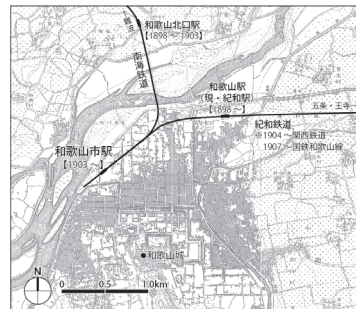 和歌山北口駅
【1898〜1903】
南海鉄道
和歌山駅
(現・紀和駅)
【1898〜】
五条・王寺
紀和鉄道
※1904〜関西鉄道
1907〜国鉄和歌山線
和歌山市駅
【1903〜】
●和歌山城
N
0 0.5 1.0km